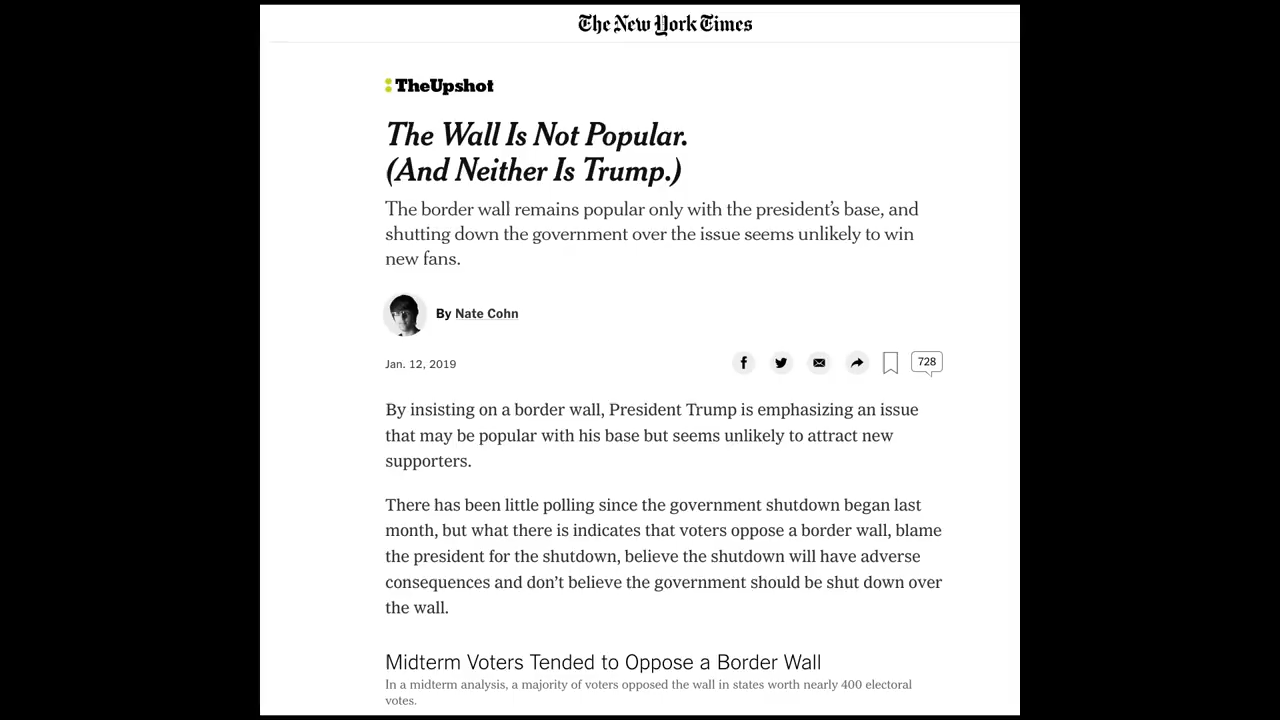 The New York Times
TheUpshot
The Wall Is Not Popular.
(And Neither Is Trump.)
The border wall remains popular only with the president’s base, and
shutting down the government over the issue seems unlikely to win
new fans.
By Nate Cohn
Jan. 12, 2019
728
By insisting on a border wall, President Trump is emphasizing an issue
that may be popular with his base but seems unlikely to attract new
supporters.
There has been little polling since the government shutdown began last
month, but what there is indicates that voters oppose a border wall, blame
the president for the shutdown, believe the shutdown will have adverse
consequences and don’t believe the government should be shut down over
the wall.
Midterm Voters Tended to Oppose a Border Wall
In a midterm analysis, a majority of voters opposed the wall in states worth nearly 400 electoral
votes.